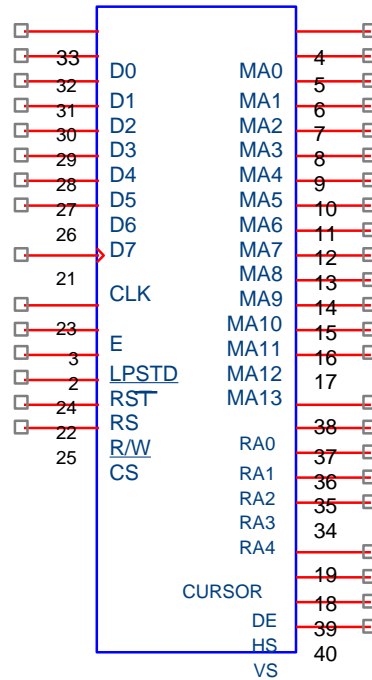 33 4
D0 MA0
32 5
D1 MA1
31 6
D2 MA2
30 7
D3 MA3
29 8
D4 MA4
28 9
D5 MA5
27 10
D6 MA6
26 11
D7 MA7
12
MA8
21 13
CLK MA9
14
MA10
23 15
E MA11
3 16
LPSTD MA12
2 17
RST MA13
24
RS 38
22 RA0
R/W 37
25 RA1
CS 36
RA2
35
RA3
34
RA4
19
CURSOR
18
DE
39
HS
40
VS